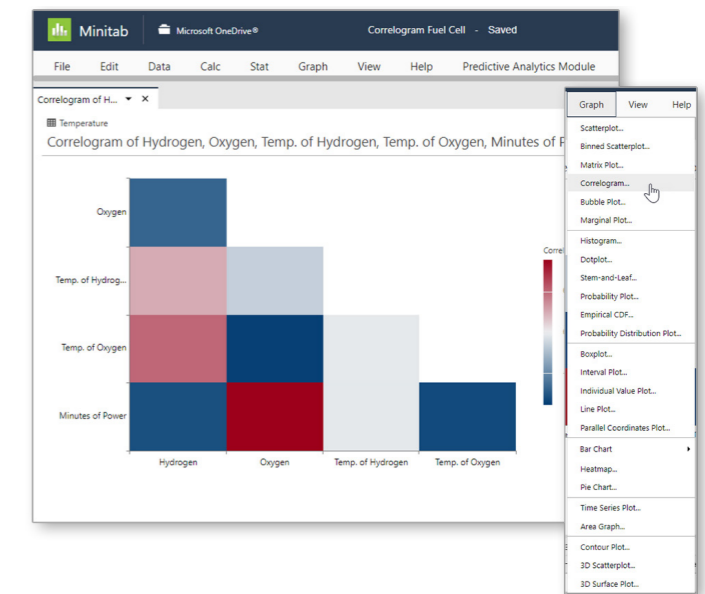 Minitab
Microsoft OneDrive®
Correlogram Fuel Cell - Saved
File Edit Data Calc Stat Graph View Help Predictive Analytics Module
Correlogram of H...
Temperature
Correlogram of Hydrogen, Oxygen, Temp. of Hydrogen, Temp. of Oxygen, Minutes of P
Oxygen
Temp. of Hydrog...
Temp. of Oxygen
Minutes of Power
Hydrogen Oxygen Temp. of Hydrogen Temp. of Oxygen
Correl
Graph View Help
Scatterplot...
Binned Scatterplot...
Matrix Plot...
Correlogram...
Bubble Plot...
Marginal Plot...
Histogram...
Dotplot...
Stem-and-Leaf...
Probability Plot...
Empirical CDF...
Probability Distribution Plot...
Boxplot...
Interval Plot...
Individual Value Plot...
Line Plot...
Parallel Coordinates Plot...
Bar Chart
Heatmap...
Pie Chart...
Time Series Plot...
Area Graph...
Contour Plot...
3D Scatterplot...
3D Surface Plot...